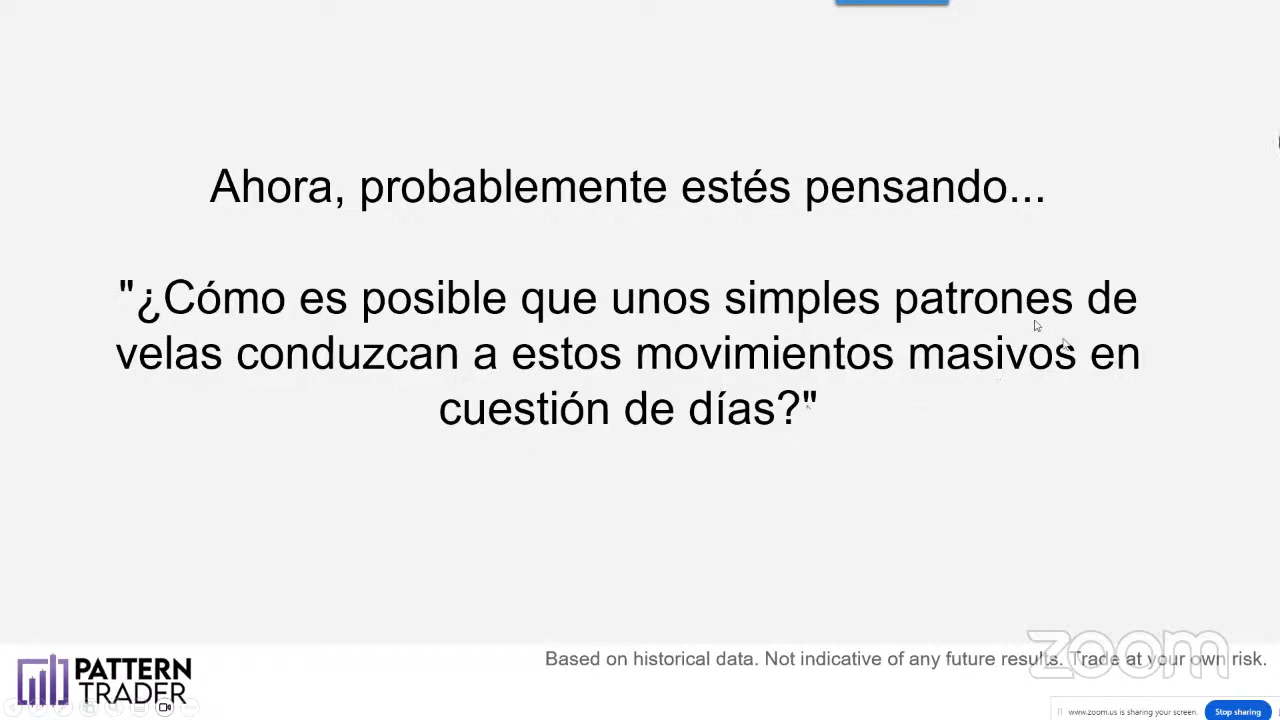 Ahora, probablemente estés pensando...
"¿Cómo es posible que unos simples patrones de
velas conduzcan a estos movimientos masivos en
cuestión de días?"
zoom
Based on historical data. Not indicative of any future results. Trade at your own risk.
PATTERN
TRADER
www.zoom.us is sharing your screen.
Stop sharing